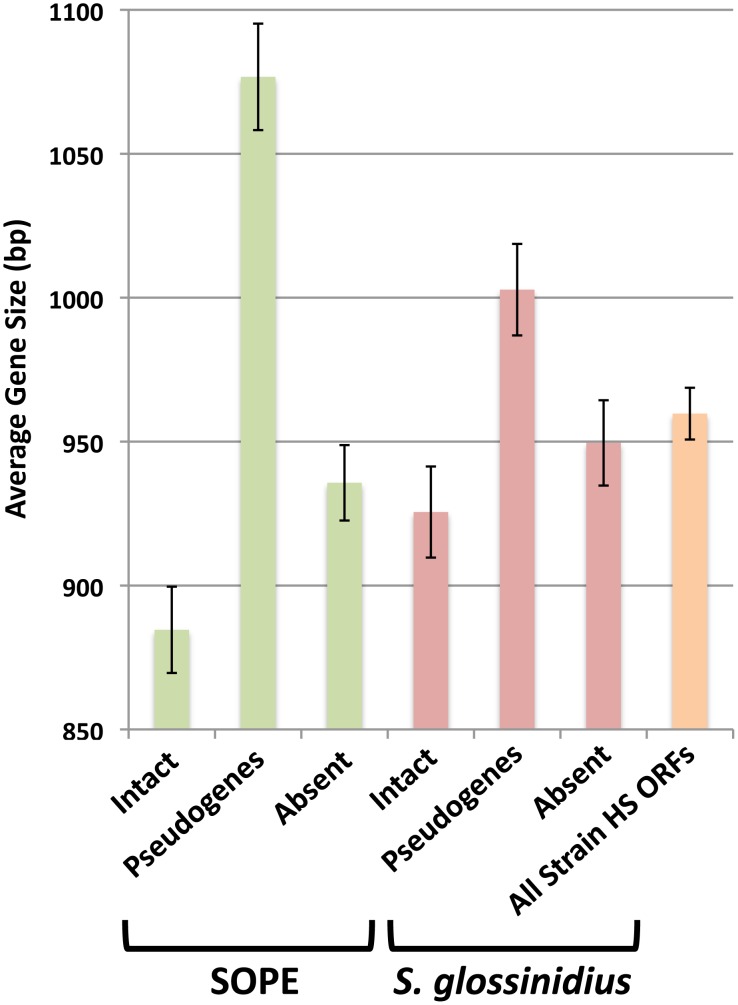 Average Gene Size (bp)
1100
1050
1000
950
900
850
Intact
Pseudogenes
Absent
Intact
Pseudogenes
Absent
All Strain HS ORFs
SOPE
S. glossinidius